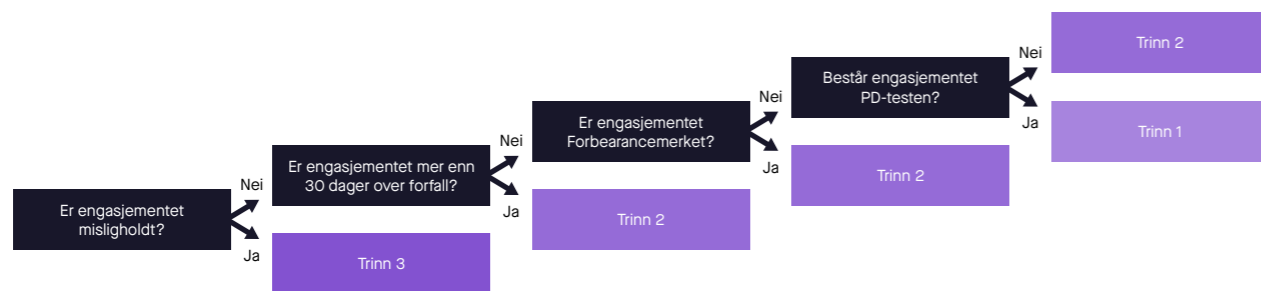 Er engasjementet
misligholdt?
Nei
Ja
Trinn 3
Er engasjementet mer enn
30 dager over forfall?
Nei
Ja
Trinn 2
Er engasjementet
Forbearancemerket?
Nei
Ja
Trinn 2
Består engasjementet
PD-testen?
Nei
Ja
Trinn 2
Trinn 1